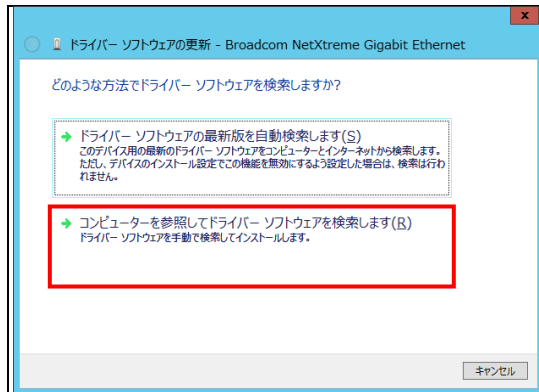 x
ドライバー ソフトウェアの更新 - Broadcom NetXtreme Gigabit Ethernet
どのような方法でドライバー ソフトウェアを検索しますか?
ドライバー ソフトウェアの最新版を自動検索します(S)
このデバイス用の最新のドライバー ソフトウェアをコンピューターとインターネットから検索します。
ただし、デバイスのインストール設定でこの機能を無効にするよう設定した場合は、検索は行わ
れません。
コンピューターを参照してドライバー ソフトウェアを検索します(R)
ドライバー ソフトウェアを手動で検索してインストールします。
キャンセル